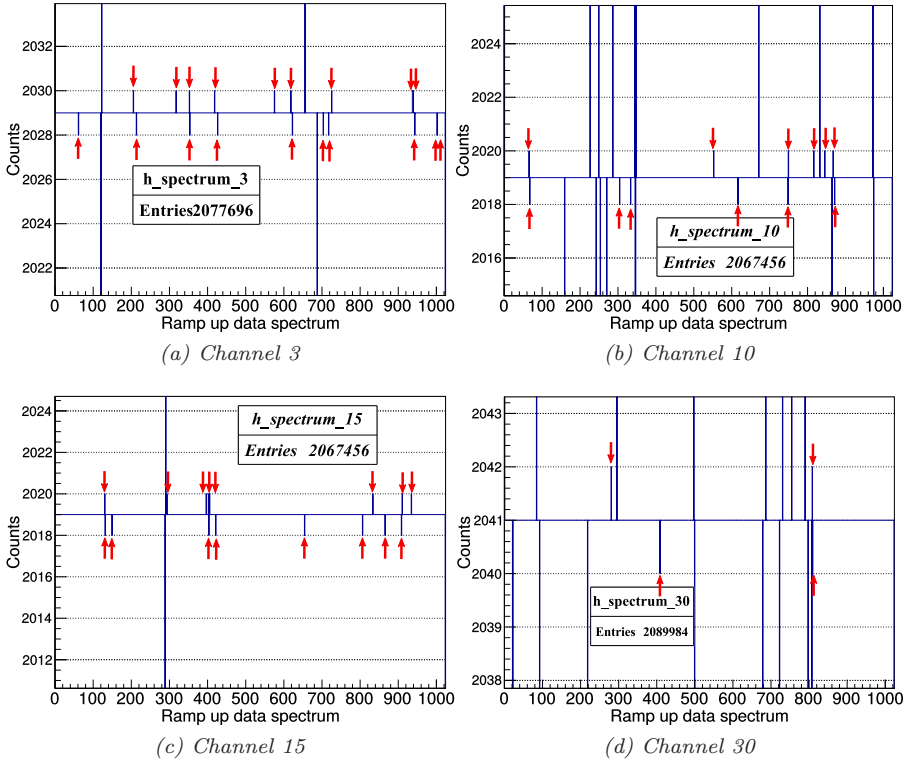 Counts
2032
2030
2028
2026
2024
2022
h_spectrum_3
Entries2077696
0 100 200 300 400 500 600 700 800 900 1000
Ramp up data spectrum
(a) Channel 3
Counts
2024
2022
2020
2018
2016
h_spectrum_10
Entries 2067456
0 100 200 300 400 500 600 700 800 900 1000
Ramp up data spectrum
(b) Channel 10
Counts
2024
2022
2020
2018
2016
2014
2012
h_spectrum_15
Entries 2067456
0 100 200 300 400 500 600 700 800 900 1000
Ramp up data spectrum
(c) Channel 15
Counts
2043
2042
2041
2040
2039
2038
h_spectrum_30
Entries 2089984
0 200 400 600 800 1000
Ramp up data spectrum
(d) Channel 30